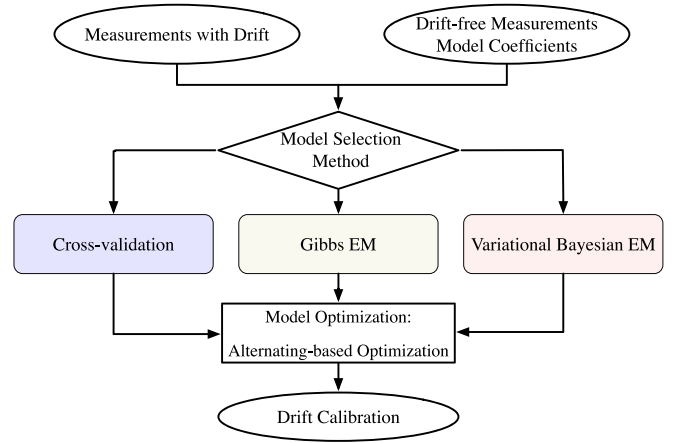 Measurements with Drift
Drift-free Measurements
Model Coefficients
Model Selection
Method
Cross-validation
Gibbs EM
Variational Bayesian EM
Model Optimization:
Alternating-based Optimization
Drift Calibration